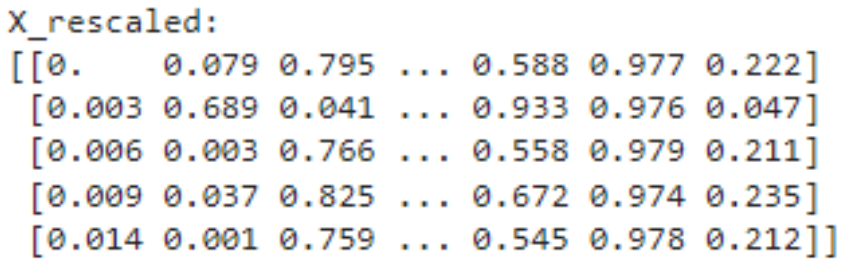 X_rescaled:
[[0.    0.079 0.795 ... 0.588 0.977 0.222]
 [0.003 0.689 0.041 ... 0.933 0.976 0.047]
 [0.006 0.003 0.766 ... 0.558 0.979 0.211]
 [0.009 0.037 0.825 ... 0.672 0.974 0.235]
 [0.014 0.001 0.759 ... 0.545 0.978 0.212]]